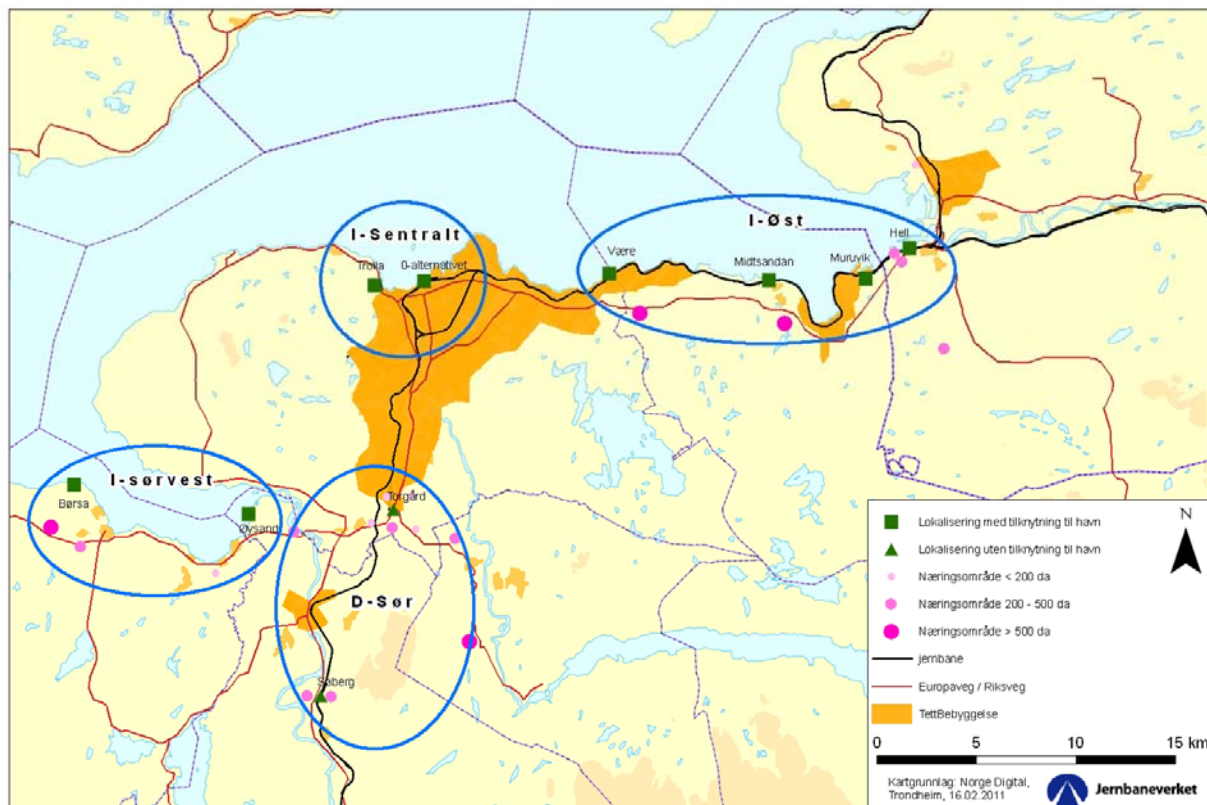 I-Øst
I-Sentralt
Hell
Være
Trolla
0-alternativet
Midtsandan
Muruvik
I-sørvest
Børsa
Øysand
Torgård
D-Sør
Søberg
N
Lokalisering med tilknytning til havn
Lokalisering uten tilknytning til havn
Næringsområde < 200 da
Næringsområde 200 - 500 da
Næringsområde > 500 da
jernbane
Europaveg / Riksveg
TettBebyggelse
0 5 10 15 km
Kartgrunnlag: Norge Digital,
Trondheim, 16.02.2011
Jernbaneverket